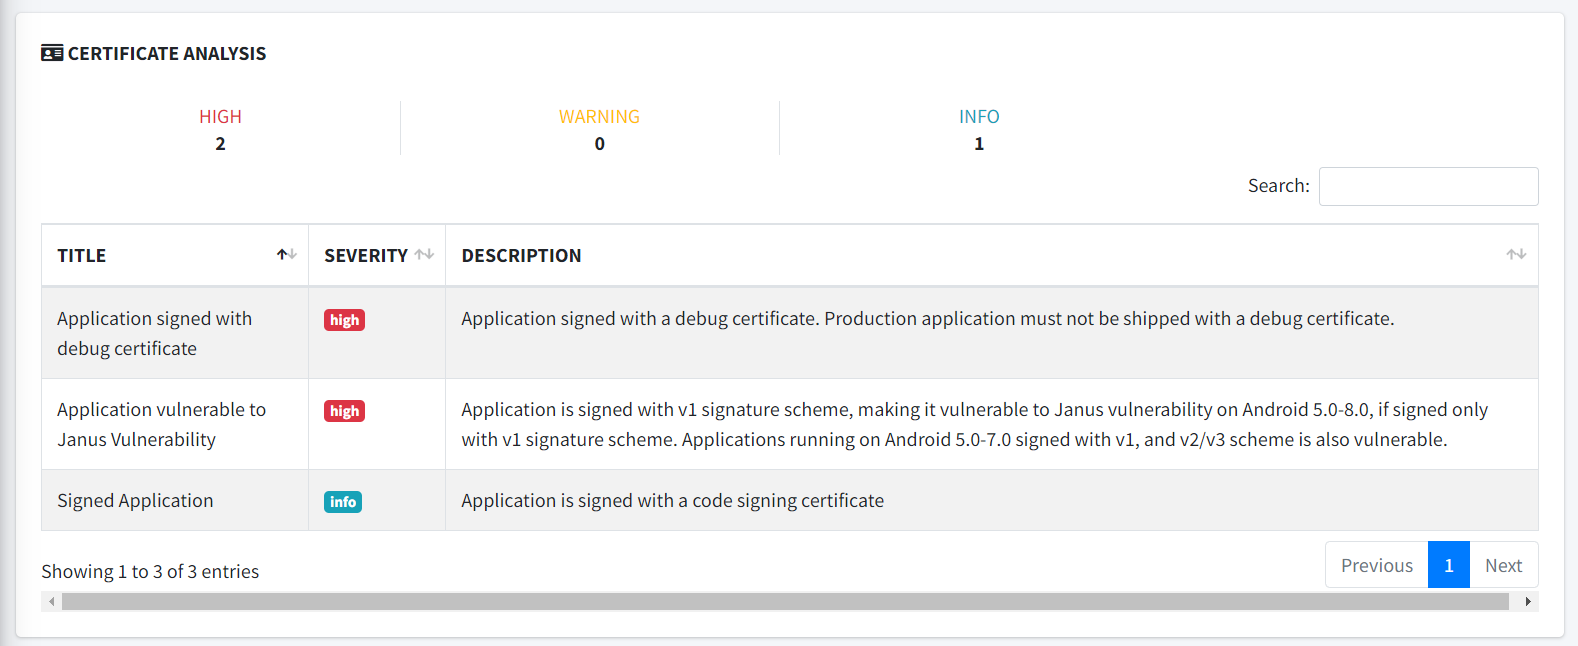 CERTIFICATE ANALYSIS
HIGH
2
WARNING
0
INFO
1
Search:
TITLE SEVERITY DESCRIPTION
Application signed with
debug certificate
high
Application signed with a debug certificate. Production application must not be shipped with a debug certificate.
Application vulnerable to
Janus Vulnerability
high
Application is signed with v1 signature scheme, making it vulnerable to Janus vulnerability on Android 5.0-8.0, if signed only
with v1 signature scheme. Applications running on Android 5.0-7.0 signed with v1, and v2/v3 scheme is also vulnerable.
Signed Application
info
Application is signed with a code signing certificate
Showing 1 to 3 of 3 entries
Previous 1 Next